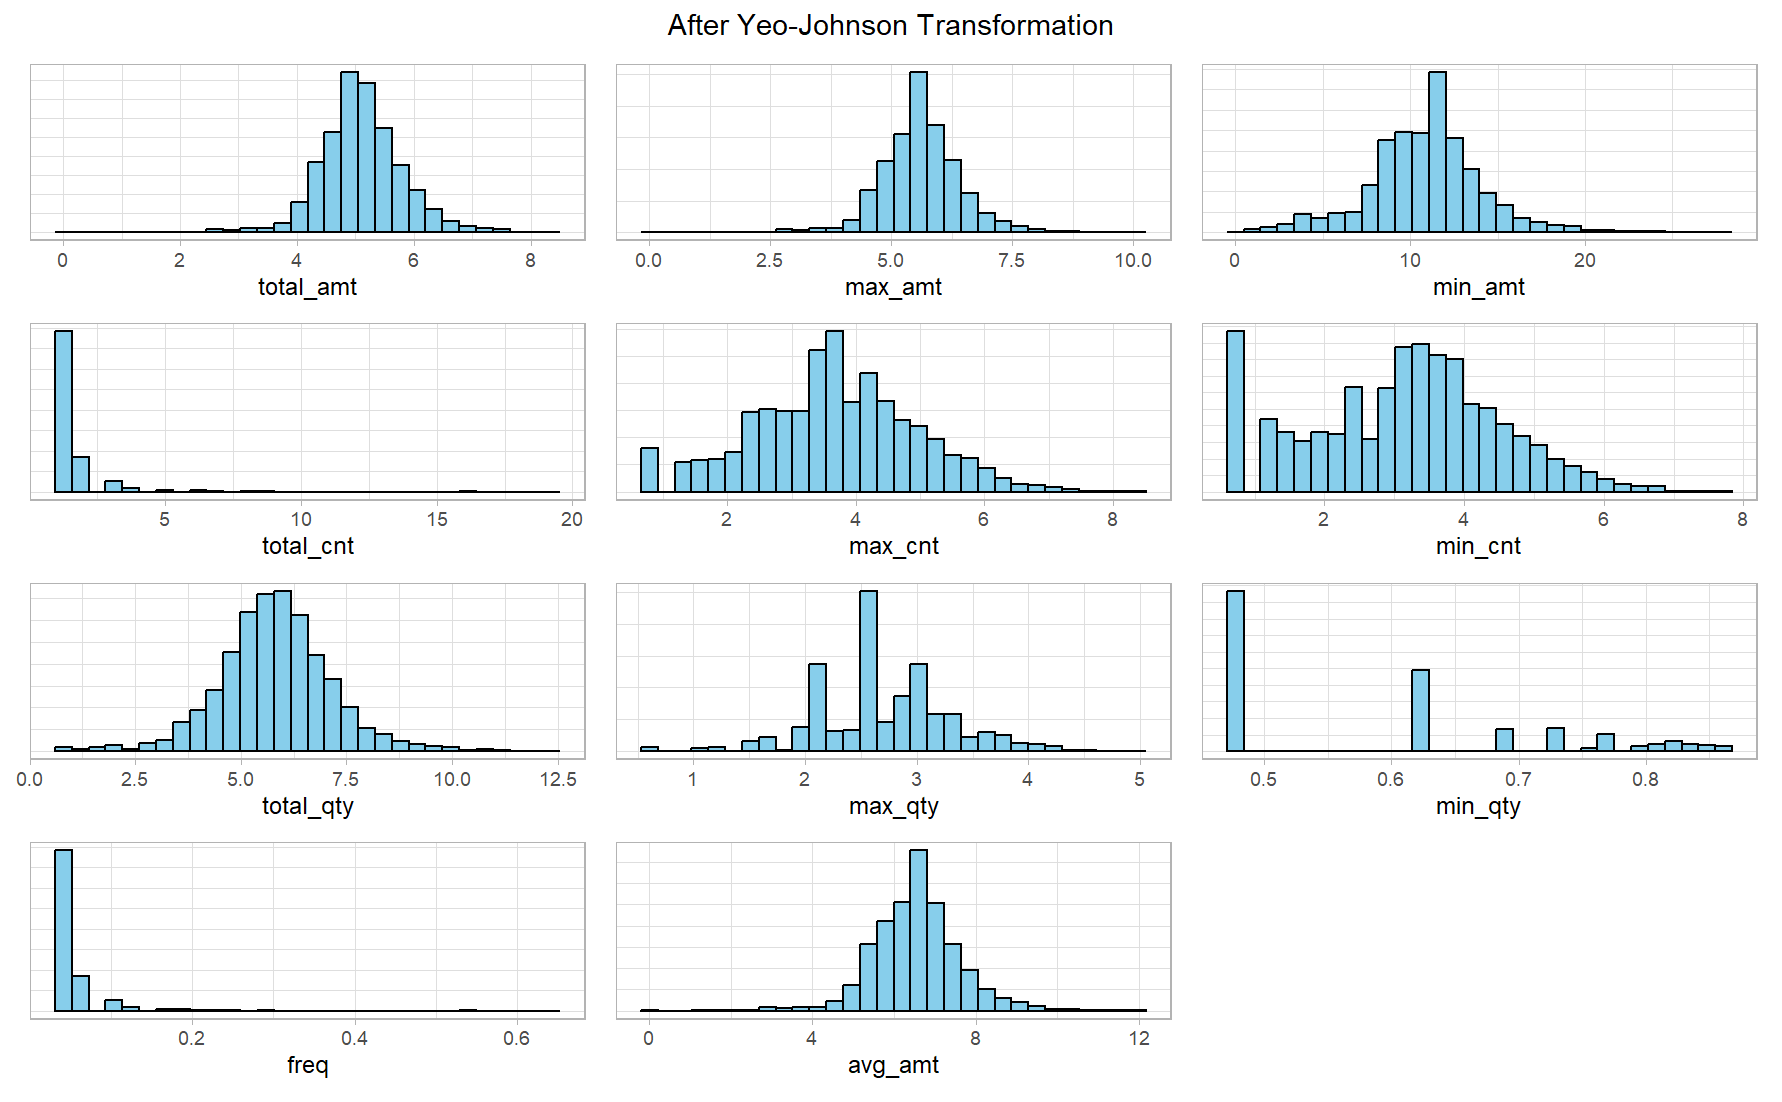 After Yeo-Johnson Transformation
0 2 4 6 8
total_amt
0.0 2.5 5.0 7.5 10.0
max_amt
0 10 20
min_amt
5 10 15 20
total_cnt
2 4 6 8
max_cnt
2 4 6 8
min_cnt
0.0 2.5 5.0 7.5 10.0 12.5
total_qty
1 2 3 4 5
max_qty
0.5 0.6 0.7 0.8
min_qty
0.2 0.4 0.6
freq
0 4 8 12
avg_amt